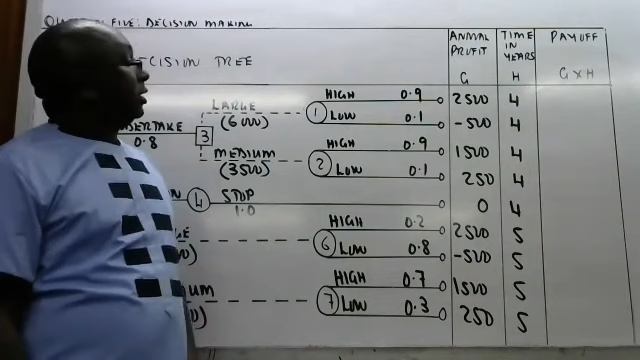 FIVE: DECISION MAKING
DECISION TREE
ANNUAL PROFIT
G
TIME IN YEARS
H
PAYOFF
G X H
LARGE
(6000)
1 HIGH 0.9 2500 4
LOW 0.1 -500 4
0.8
3
MEDIUM
(3500)
2 HIGH 0.9 1500 4
LOW 0.1 250 4
4 STOP 1.0 0 4
6 HIGH 0.2 2500 5
LOW 0.8 -500 5
7 HIGH 0.7 1500 5
LOW 0.3 250 5